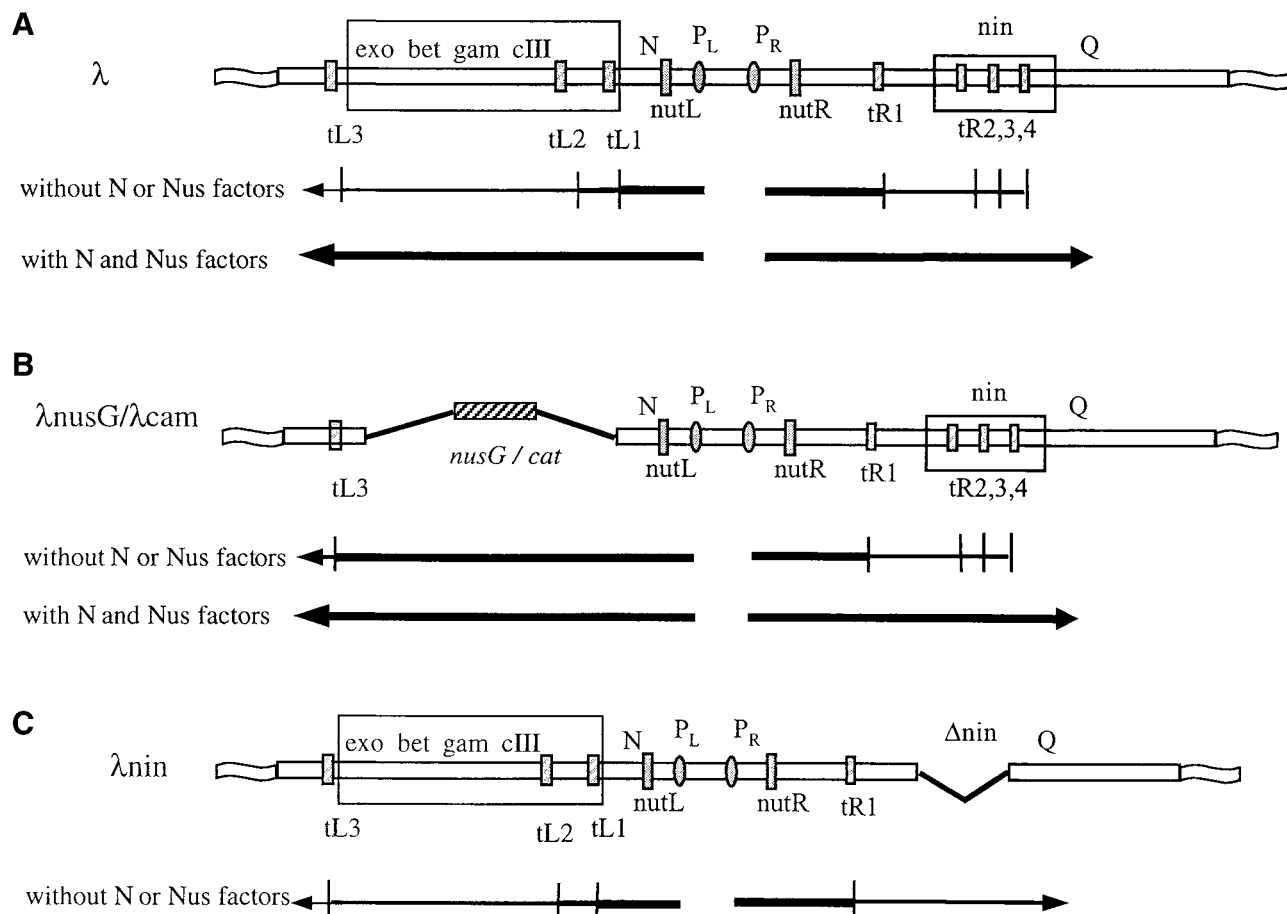 A
λ
exo bet gam cIII
N
P_L
P_R
nin
Q
nutL
nutR
tR1
tR2,3,4
tL3
tL2
tL1
without N or Nus factors
with N and Nus factors
B
λnusG/λcam
N
P_L
P_R
nin
Q
nusG / cat
nutL
nutR
tR1
tR2,3,4
tL3
without N or Nus factors
with N and Nus factors
C
λnin
exo bet gam cIII
N
P_L
P_R
Δnin
Q
nutL
nutR
tR1
tL3
tL2
tL1
without N or Nus factors